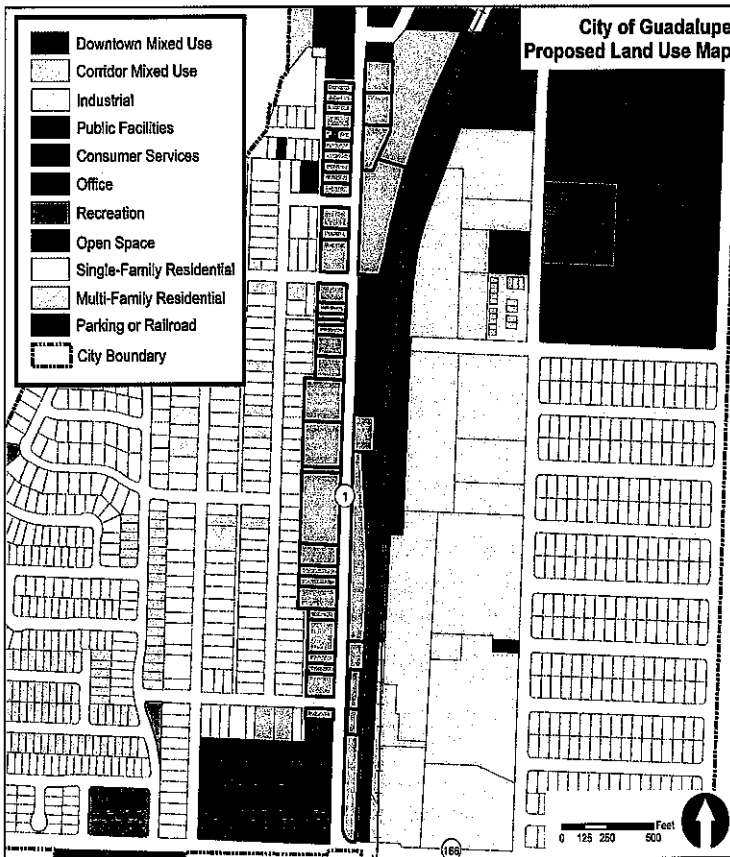 City of Guadalupe
Proposed Land Use Map
Downtown Mixed Use
Corridor Mixed Use
Industrial
Public Facilities
Consumer Services
Office
Recreation
Open Space
Single-Family Residential
Multi-Family Residential
Parking or Railroad
City Boundary
1
Feet
0 125 250 500
166